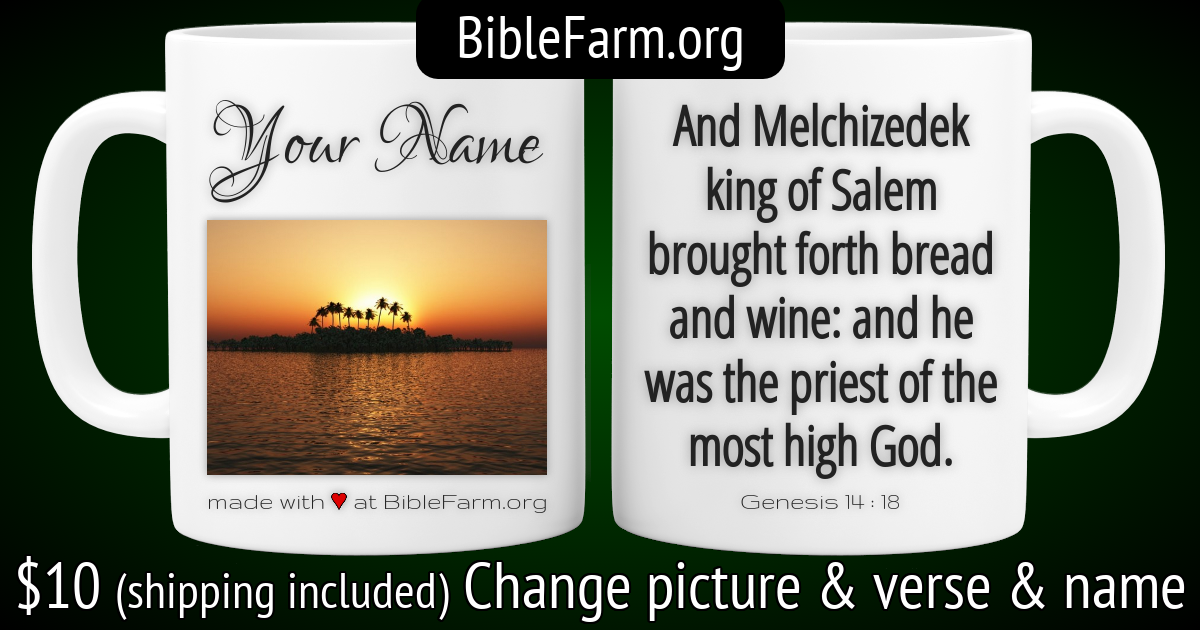 BibleFarm.org
Your Name
made with ♥ at BibleFarm.org
And Melchizedek
king of Salem
brought forth bread
and wine: and he
was the priest of the
most high God.
Genesis 14 : 18
$10 (shipping included) Change picture & verse & name